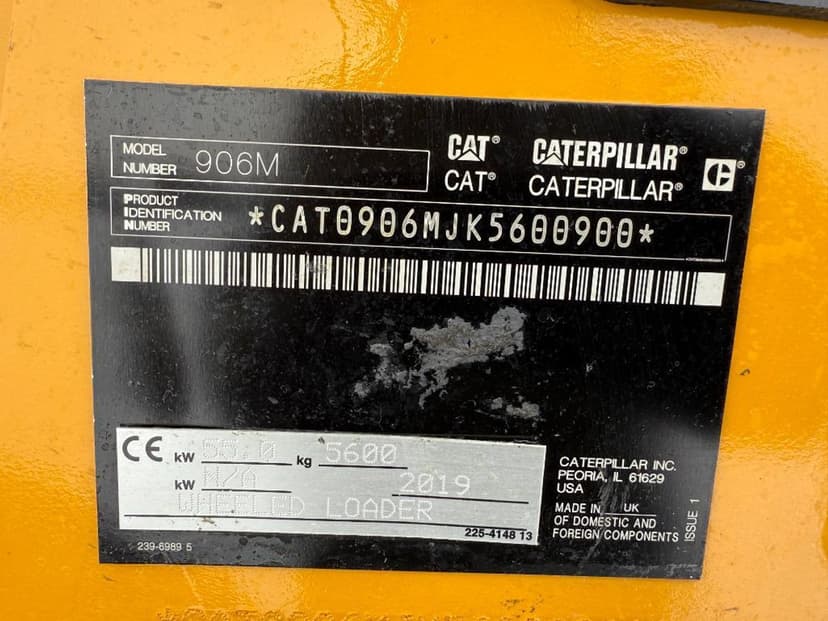 MODEL
NUMBER 906M
CAT® CATERPILLAR®
CAT® CATERPILLAR® C®
PRODUCT
IDENTIFICATION
NUMBER
*CAT0906MJK5600900*
CE kW 55.0 kg 5600
kW N/A 2019
WHEELED LOADER
225-4148 13
239-6989 5
CATERPILLAR INC.
PEORIA, IL 61629
USA
MADE IN UK
OF DOMESTIC AND
FOREIGN COMPONENTS
ISSUE 1